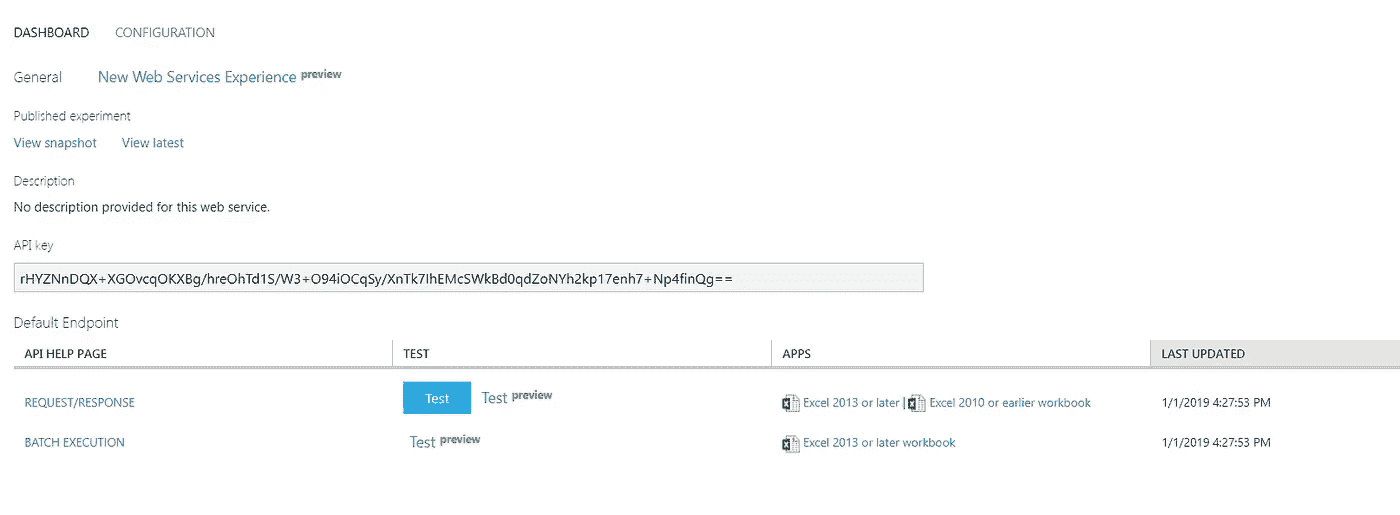 DASHBOARD CONFIGURATION
General New Web Services Experience preview
Published experiment
View snapshot View latest
Description
No description provided for this web service.
API key
rHYZNnDQX+XGOvcqOKXBg/hreOhTd1S/W3+O94iOCqSy/XnTk7IhEMcSWkBd0qdZoNYh2kp17enh7+Np4finQg==
Default Endpoint
API HELP PAGE TEST APPS LAST UPDATED
REQUEST/RESPONSE Test Test preview Excel 2013 or later | Excel 2010 or earlier workbook 1/1/2019 4:27:53 PM
BATCH EXECUTION Test preview Excel 2013 or later workbook 1/1/2019 4:27:53 PM